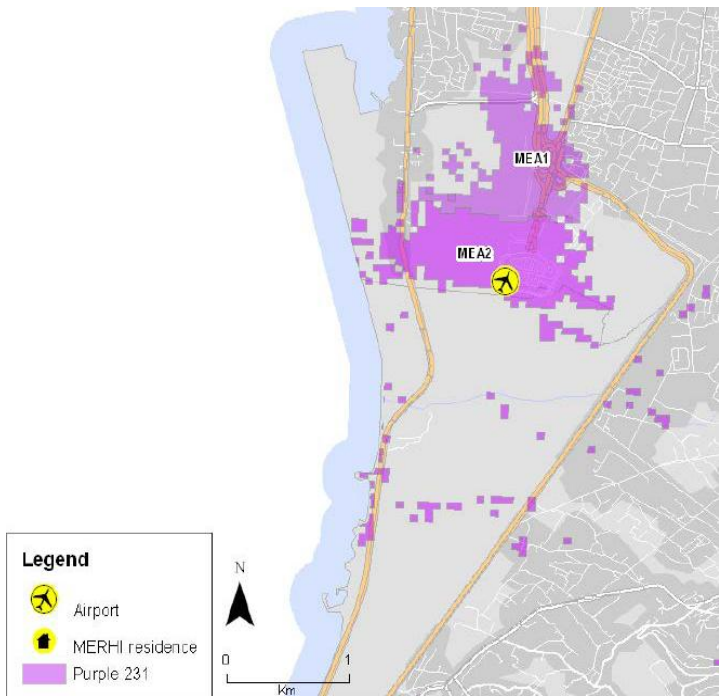 MEA1
MEA2
Legend
Airport
MERHI residence
Purple 231
N
0 1
Km